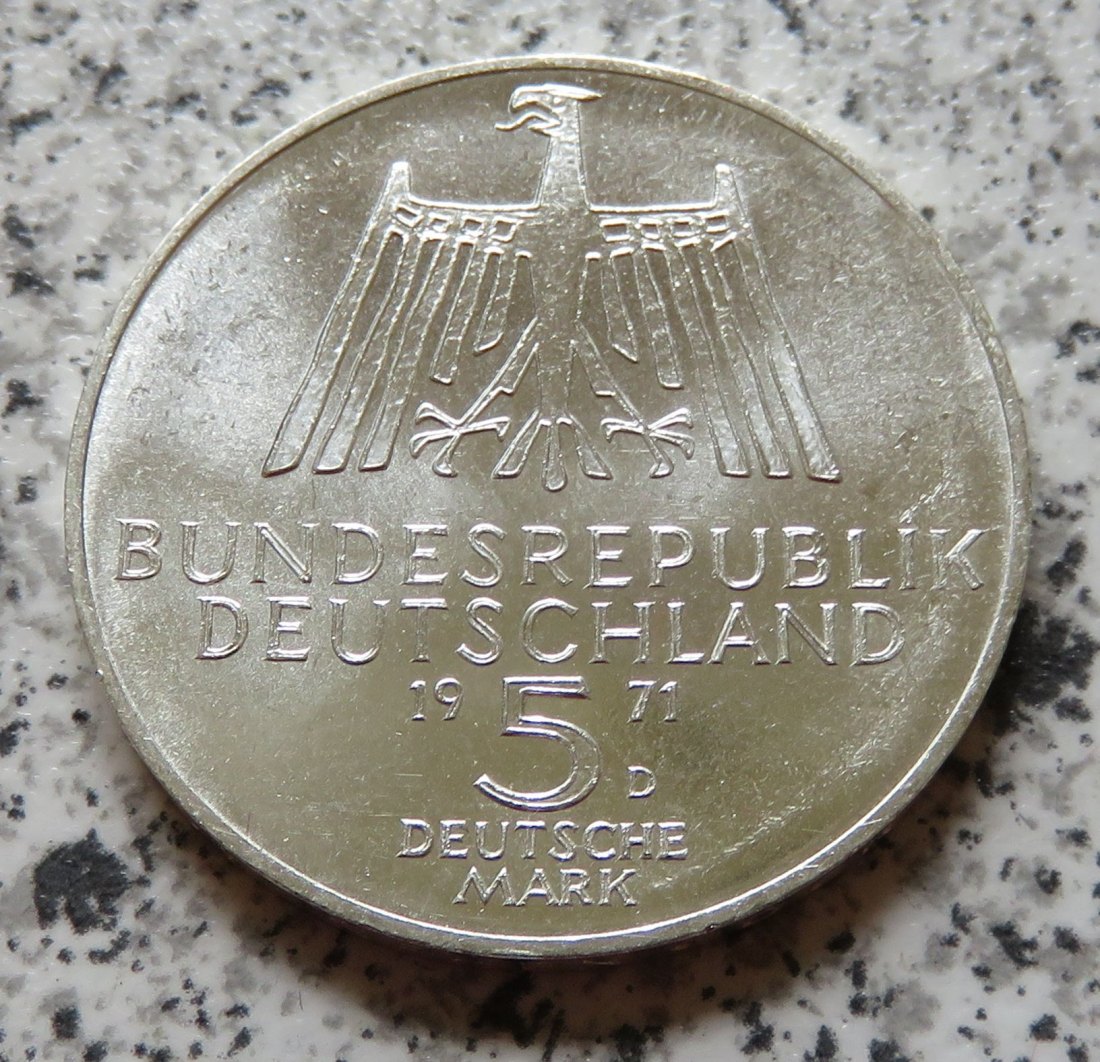 BUNDESREPUBLIK
DEUTSCHLAND
19 5 71
D
DEUTSCHE
MARK